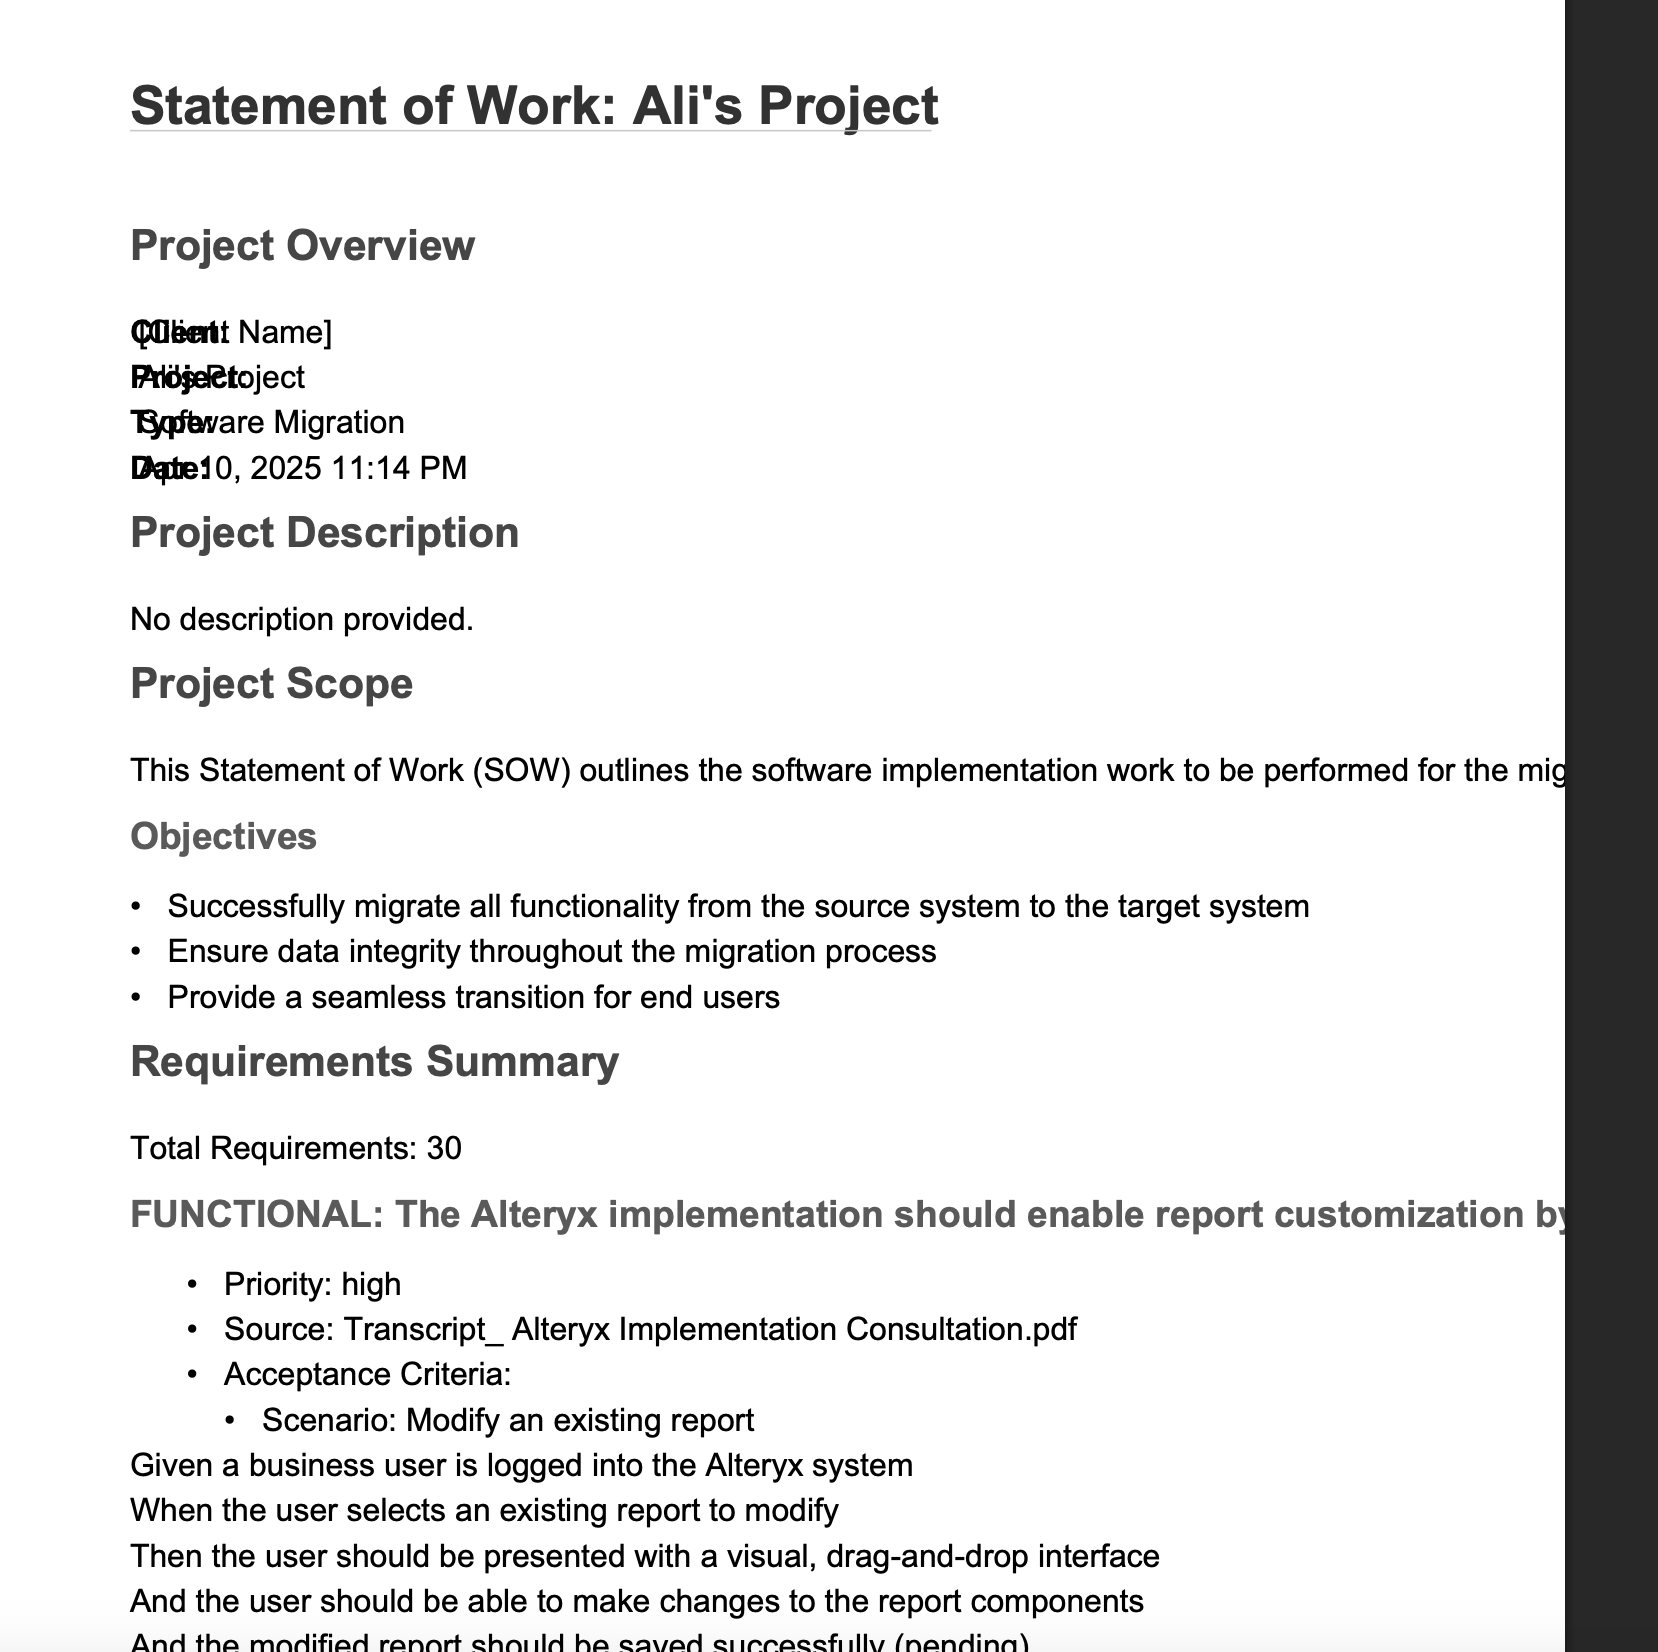 Statement of Work: Ali's Project
Project Overview
Client: [Client Name]
Project: Ali's Project
Type: Software Migration
Date: Apr 10, 2025 11:14 PM
Project Description
No description provided.
Project Scope
This Statement of Work (SOW) outlines the software implementation work to be performed for the mig
Objectives
• Successfully migrate all functionality from the source system to the target system
• Ensure data integrity throughout the migration process
• Provide a seamless transition for end users
Requirements Summary
Total Requirements: 30
FUNCTIONAL: The Alteryx implementation should enable report customization by
• Priority: high
• Source: Transcript_ Alteryx Implementation Consultation.pdf
• Acceptance Criteria:
• Scenario: Modify an existing report
Given a business user is logged into the Alteryx system
When the user selects an existing report to modify
Then the user should be presented with a visual, drag-and-drop interface
And the user should be able to make changes to the report components
And the modified report should be saved successfully (pending)